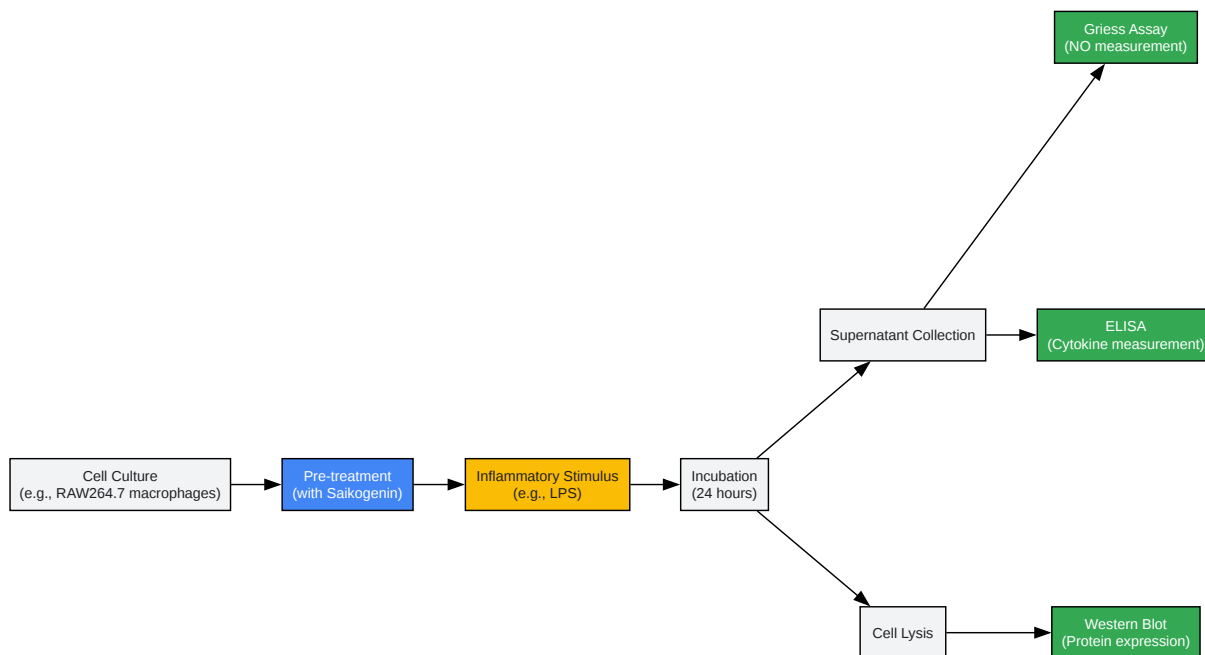 Griess Assay
(NO measurement)
Supernatant Collection
ELISA
(Cytokine measurement)
Cell Culture
(e.g., RAW264.7 macrophages)
Pre-treatment
(with Saikogenin)
Inflammatory Stimulus
(e.g., LPS)
Incubation
(24 hours)
Cell Lysis
Western Blot
(Protein expression)